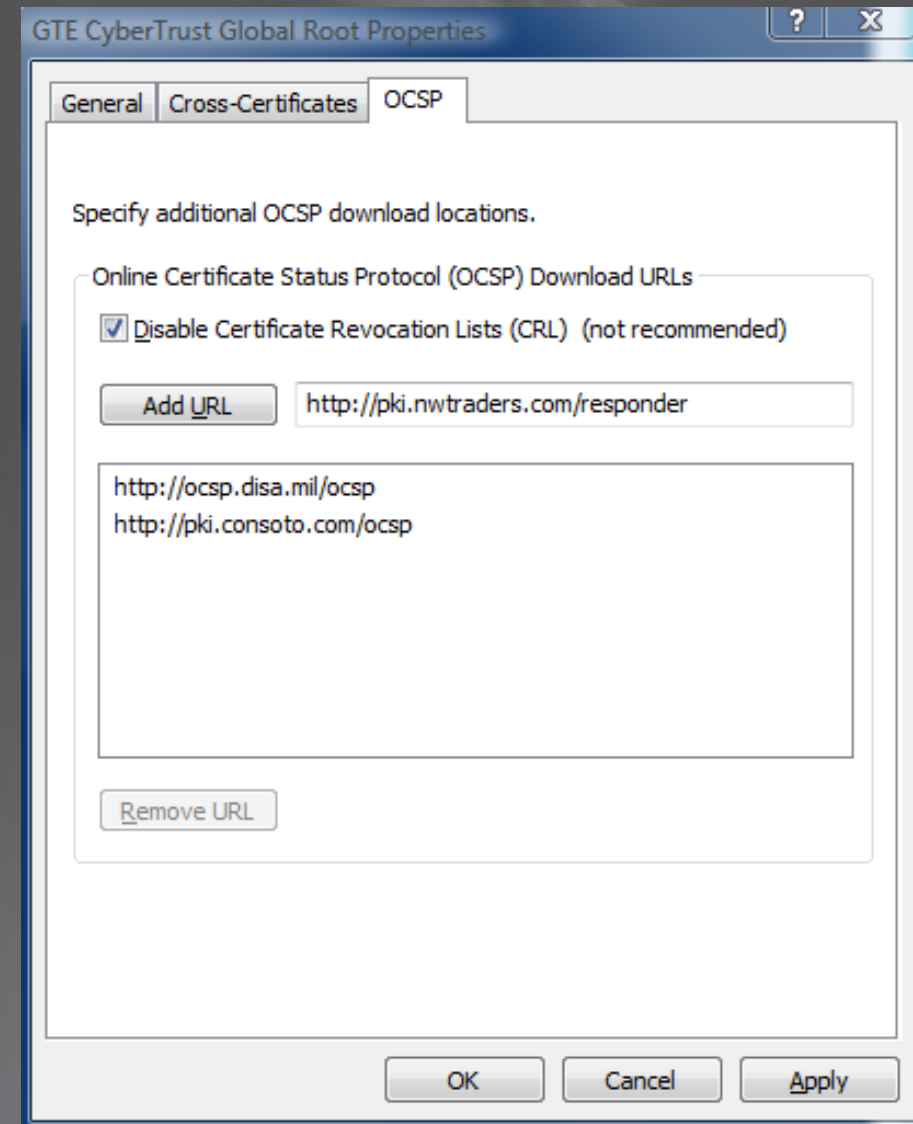 GTE CyberTrust Global Root Properties
?
X
General
Cross-Certificates
OCSP
Specify additional OCSP download locations.
Online Certificate Status Protocol (OCSP) Download URLs
Disable Certificate Revocation Lists (CRL) (not recommended)
Add URL
http://pki.nwtraders.com/responder
http://ocsp.disa.mil/ocsp
http://pki.consoto.com/ocsp
Remove URL
OK
Cancel
Apply